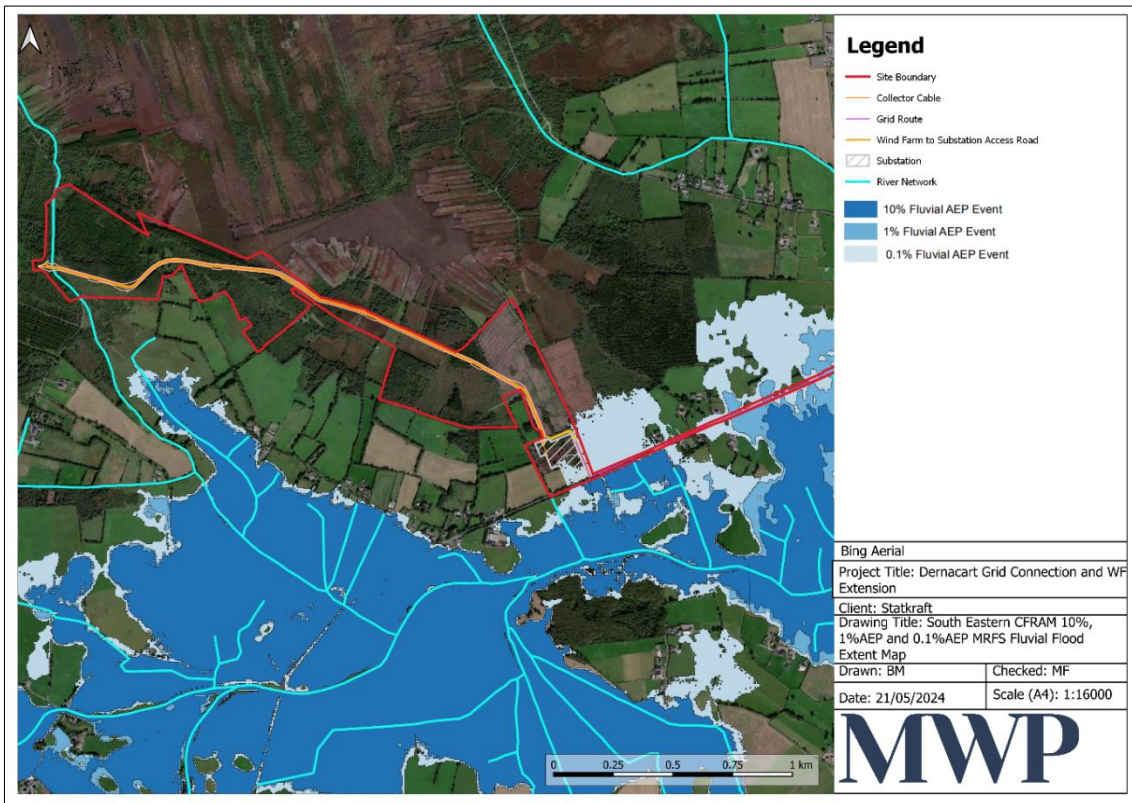 Legend
Site Boundary
Collector Cable
Grid Route
Wind Farm to Substation Access Road
Substation
River Network
10% Fluvial AEP Event
1% Fluvial AEP Event
0.1% Fluvial AEP Event
Bing Aerial
Project Title: Dernacart Grid Connection and WF
Extension
Client: Statkraft
Drawing Title: South Eastern CFRAM 10%,
1%AEP and 0.1%AEP MRFS Fluvial Flood
Extent Map
Drawn: BM
Checked: MF
Date: 21/05/2024
Scale (A4): 1:16000
MWP
0 0.25 0.5 0.75 1 km